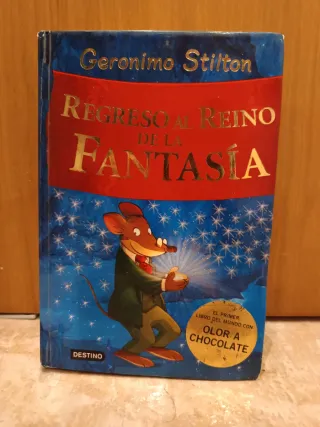 Geronimo Stilton
REGRESO AL REINO
DE LA
FANTASÍA
EL PRIMER
LIBRO DEL MUNDO CON
OLOR A
CHOCOLATE
DESTINO